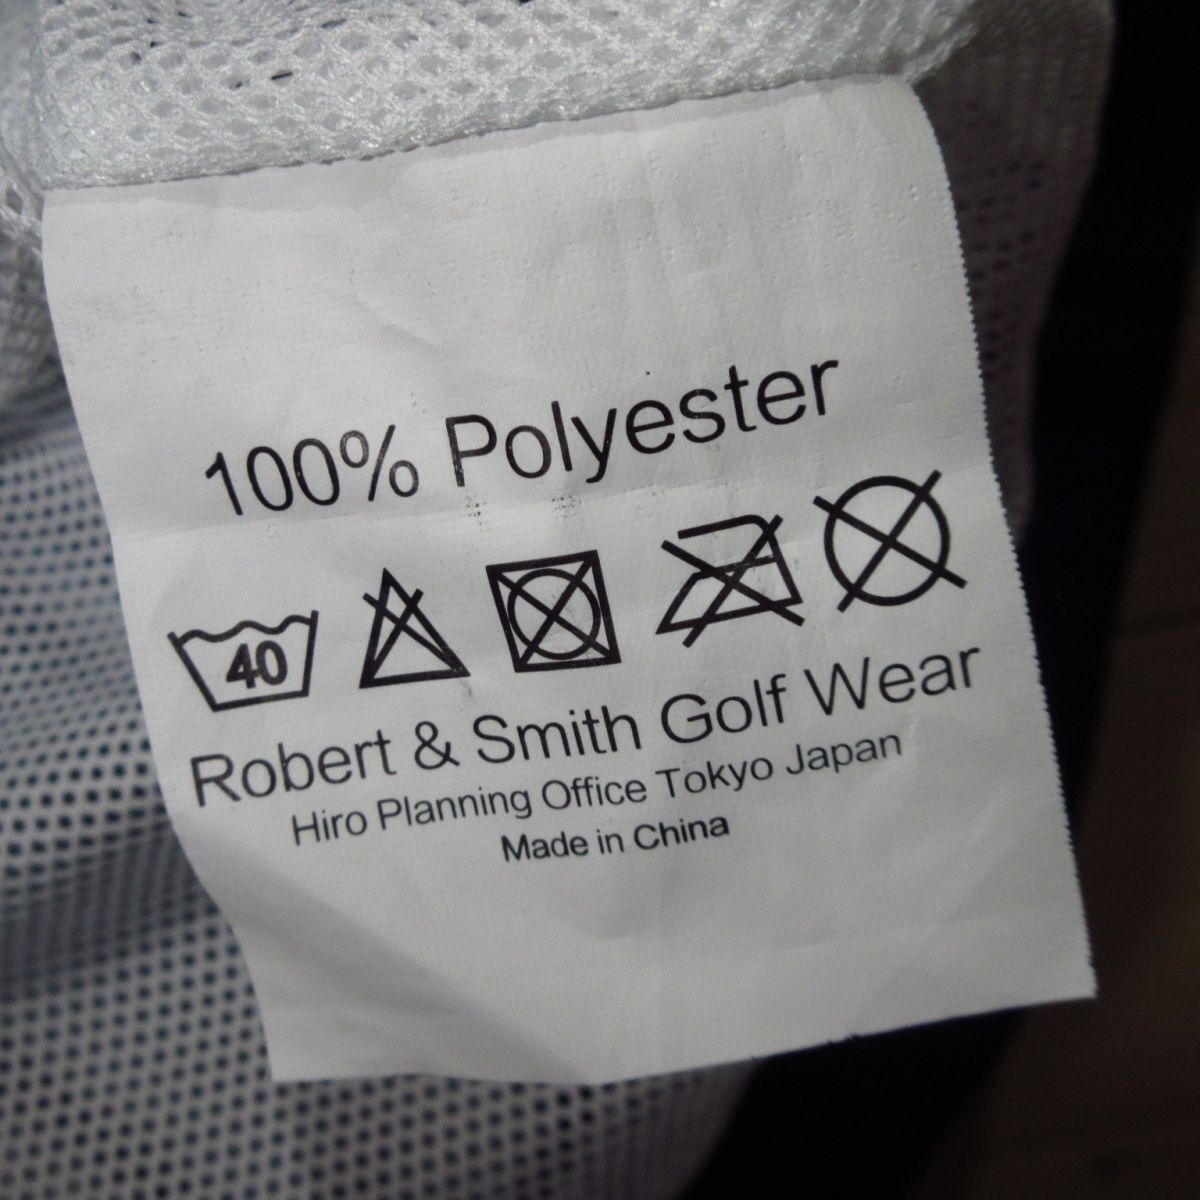 100% Polyester
40
Robert & Smith Golf Wear
Hiro Planning Office Tokyo Japan
Made in China